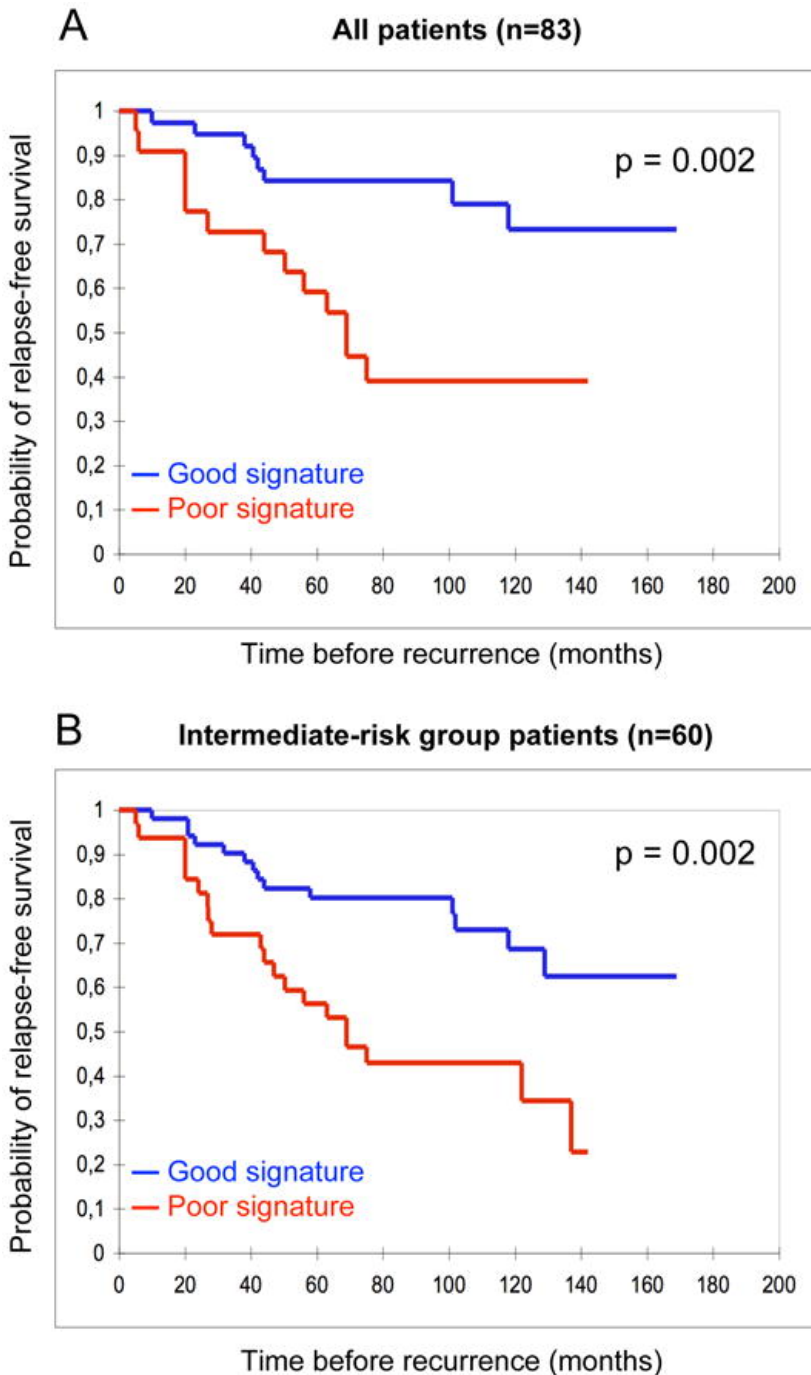 A
All patients (n=83)
Probability of relapse-free survival
1
0,9
0,8
0,7
0,6
0,5
0,4
0,3
0,2
0,1
0
p = 0.002
Good signature
Poor signature
0 20 40 60 80 100 120 140 160 180 200
Time before recurrence (months)
B
Intermediate-risk group patients (n=60)
Probability of relapse-free survival
1
0,9
0,8
0,7
0,6
0,5
0,4
0,3
0,2
0,1
0
p = 0.002
Good signature
Poor signature
0 20 40 60 80 100 120 140 160 180 200
Time before recurrence (months)